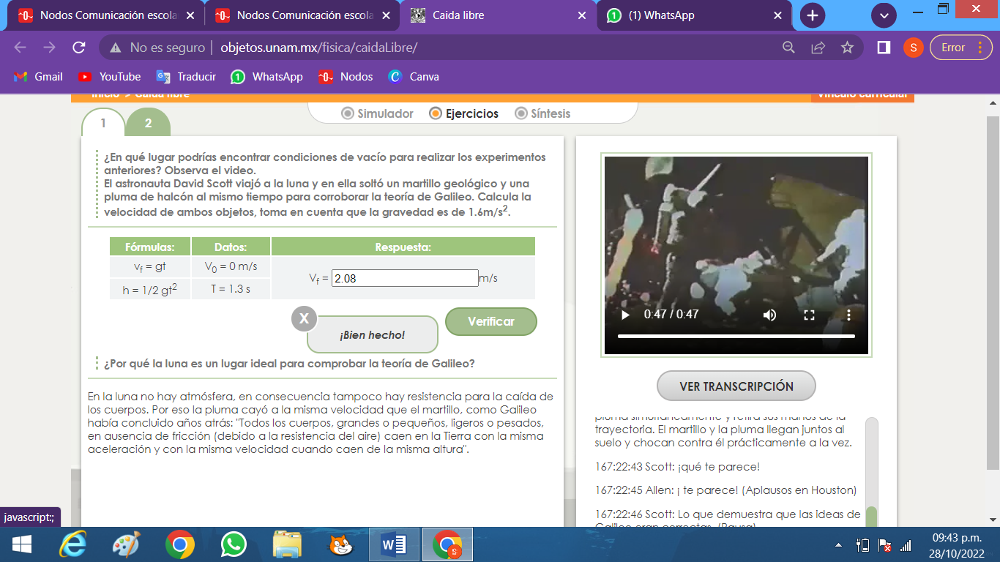 Nodos Comunicación escola
Nodos Comunicación escola
Caida libre
(1) WhatsApp
No es seguro
objetos.unam.mx/fisica/caidaLibre/
S
Error
Gmail
YouTube
Traducir
WhatsApp
Nodos
Canva
Inicio > Caida libre
Vínculo curricular
1
2
Simulador
Ejercicios
Síntesis
¿En qué lugar podrías encontrar condiciones de vacío para realizar los experimentos
anteriores? Observa el video.
El astronauta David Scott viajó a la luna y en ella soltó un martillo geológico y una
pluma de halcón al mismo tiempo para corroborar la teoría de Galileo. Calcula la
velocidad de ambos objetos, toma en cuenta que la gravedad es de 1.6m/s².
Fórmulas:
Datos:
Respuesta:
vf = gt
V0 = 0 m/s
h = 1/2 gt²
T = 1.3 s
Vf = 2.08 m/s
X
¡Bien hecho!
Verificar
¿Por qué la luna es un lugar ideal para comprobar la teoría de Galileo?
En la luna no hay atmósfera, en consecuencia tampoco hay resistencia para la caída de
los cuerpos. Por eso la pluma cayó a la misma velocidad que el martillo, como Galileo
había concluido años atrás: "Todos los cuerpos, grandes o pequeños, ligeros o pesados,
en ausencia de fricción (debido a la resistencia del aire) caen en la Tierra con la misma
aceleración y con la misma velocidad cuando caen de la misma altura".
0:47 / 0:47
VER TRANSCRIPCIÓN
pluma simultáneamente y retira sus manos de la
trayectoria. El martillo y la pluma llegan juntos al
suelo y chocan contra él prácticamente a la vez.
167:22:43 Scott: ¡qué te parece!
167:22:45 Allen: ¡ te parece! (Aplausos en Houston)
167:22:46 Scott: Lo que demuestra que las ideas de
Galileo eran correctas. (Pausa)
javascript:;
09:43 p.m.
28/10/2022